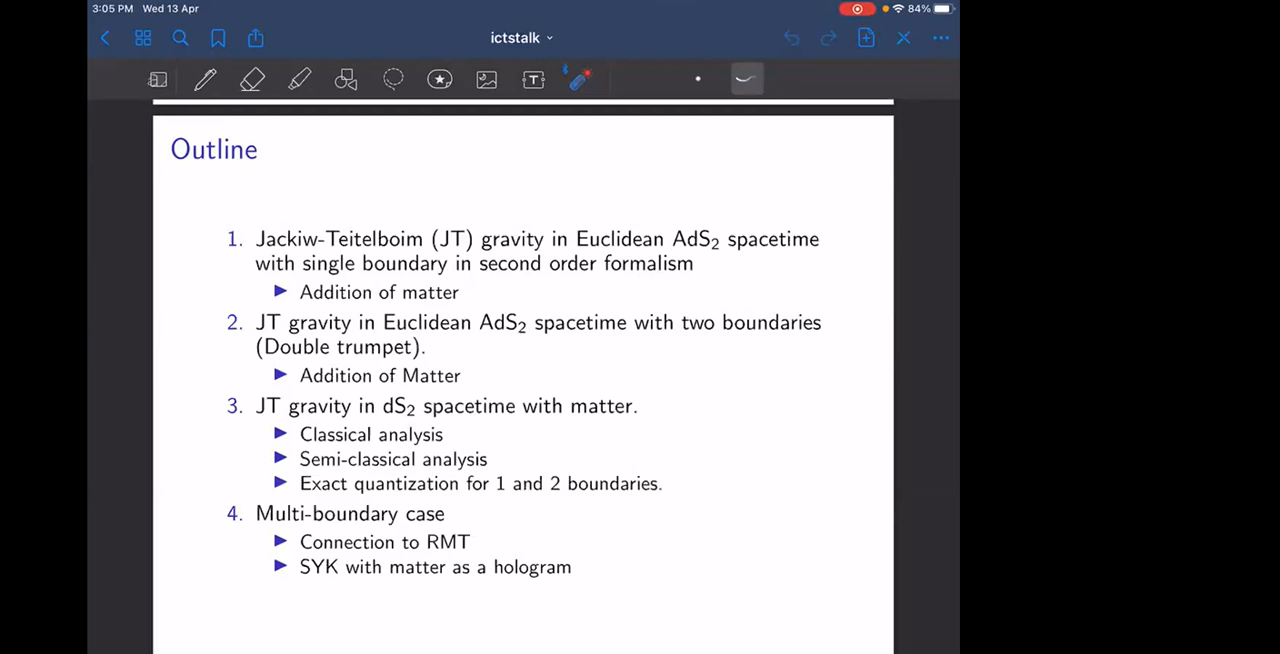 3:05 PM Wed 13 Apr
84%
ictstalk
T
Outline
1. Jackiw-Teitelboim (JT) gravity in Euclidean AdS₂ spacetime
with single boundary in second order formalism
▶ Addition of matter
2. JT gravity in Euclidean AdS₂ spacetime with two boundaries
(Double trumpet).
▶ Addition of Matter
3. JT gravity in dS₂ spacetime with matter.
▶ Classical analysis
▶ Semi-classical analysis
▶ Exact quantization for 1 and 2 boundaries.
4. Multi-boundary case
▶ Connection to RMT
▶ SYK with matter as a hologram